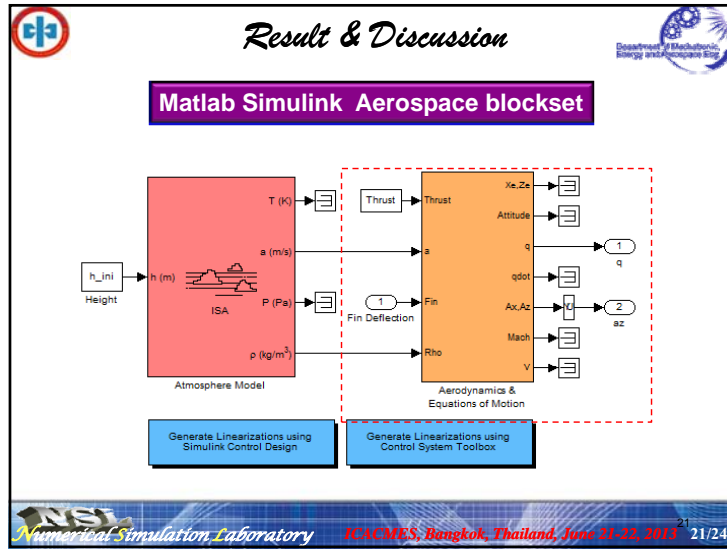 Result & Discussion
Department of Mechatronic,
Energy and Aerospace Eng.
Matlab Simulink Aerospace blockset
h_ini
Height
h (m)
T (K)
a (m/s)
ISA
P (Pa)
ρ (kg/m³)
Atmosphere Model
Thrust
Thrust
a
1
Fin Deflection
Fin
Rho
Xe,Ze
Attitude
q
qdot
Ax,Az
Mach
V
Aerodynamics &
Equations of Motion
1
q
2
az
Generate Linearizations using
Simulink Control Design
Generate Linearizations using
Control System Toolbox
NSL
Numerical Simulation Laboratory
ICACMES, Bangkok, Thailand, June 21-22, 2013
21
21/24